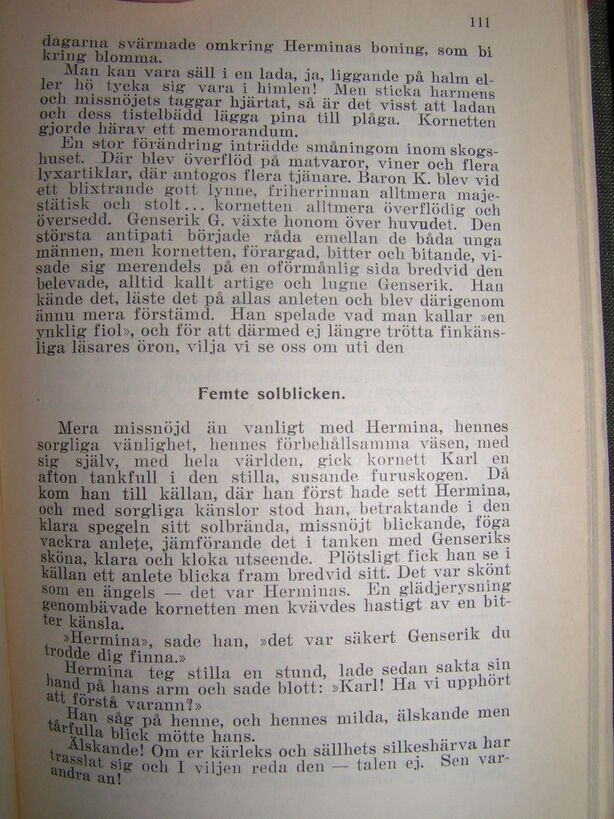 111
dagarna svärmade omkring Herminas boning, som bi
kring blomma.
Man kan vara säll i en lada, ja, liggande på halm el-
ler hö tycka sig vara i himlen! Men sticka harmens
och missnöjets taggar hjärtat, så är det visst att ladan
och dess tistelbädd lägga pina till plåga. Kornetten
gjorde härav ett memorandum.
En stor förändring inträdde småningom inom skogs-
huset. Där blev överflöd på matvaror, viner och flera
lyxartiklar, där antogos flera tjänare. Baron K. blev vid
ett blixtrande gott lynne, friherrinnan alltmera maje-
stätisk och stolt... kornetten alltmera överflödig och
översedd. Genserik G. växte honom över huvudet. Den
största antipati började råda emellan de båda unga
männen, men kornetten, förargad, bitter och bitande, vi-
sade sig merendels på en oförmånlig sida bredvid den
belevade, alltid kallt artige och lugne Genserik. Han
kände det, läste det på allas anleten och blev därigenom
ännu mera förstämd. Han spelade vad man kallar »en
ynklig fiol», och för att därmed ej längre trötta finkäns-
liga läsares öron, vilja vi se oss om uti den
Femte solblicken.
Mera missnöjd än vanligt med Hermina, hennes
sorgliga vänlighet, hennes förbehållsamma väsen, med
sig själv, med hela världen, gick kornett Karl en
afton tankfull i den stilla, susande furuskogen. Då
kom han till källan, där han först hade sett Hermina,
och med sorgliga känslor stod han, betraktande i den
klara spegeln sitt solbrända, missnöjt blickande, föga
vackra anlete, jämförande det i tanken med Genseriks
sköna, klara och kloka utseende. Plötsligt fick han se i
källan ett anlete blicka fram bredvid sitt. Det var skönt
som en ängels — det var Herminas. En glädjerysning
genombävade kornetten men kvävdes hastigt av en bit-
ter känsla.
»Hermina», sade han, »det var säkert Genserik du
trodde dig finna.»
Hermina teg stilla en stund, lade sedan sakta sin
hand på hans arm och sade blott: »Karl! Ha vi upphört
att förstå varann?»
Han såg på henne, och hennes milda, älskande men
tårfulla blick mötte hans.
Älskande! Om er kärleks och sällhets silkeshärva har
trasslat sig och I viljen reda den — talen ej. Sen var-
andra an!